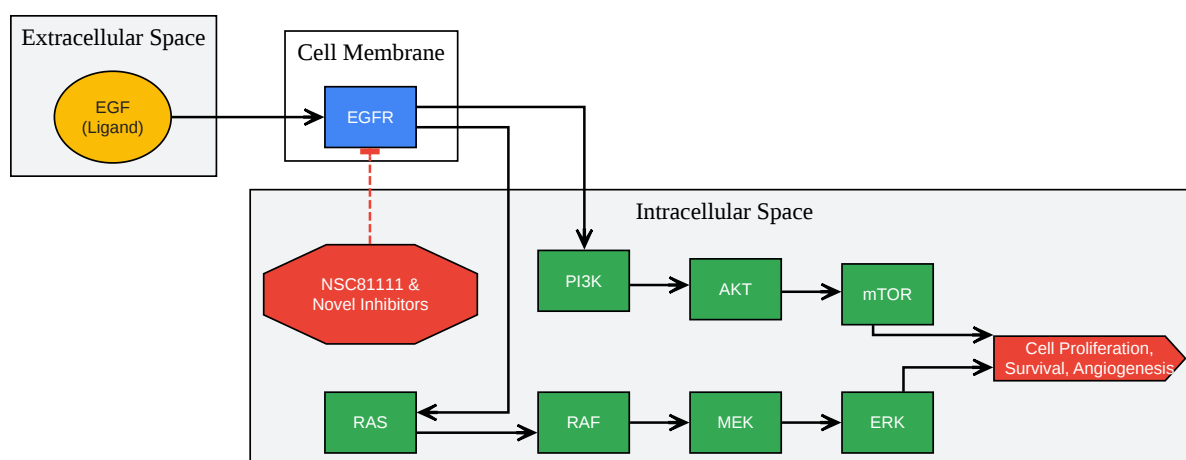 Extracellular Space
EGF
(Ligand)
Cell Membrane
EGFR
Intracellular Space
NSC81111 &
Novel Inhibitors
PI3K
AKT
mTOR
Cell Proliferation,
Survival, Angiogenesis
RAS
RAF
MEK
ERK